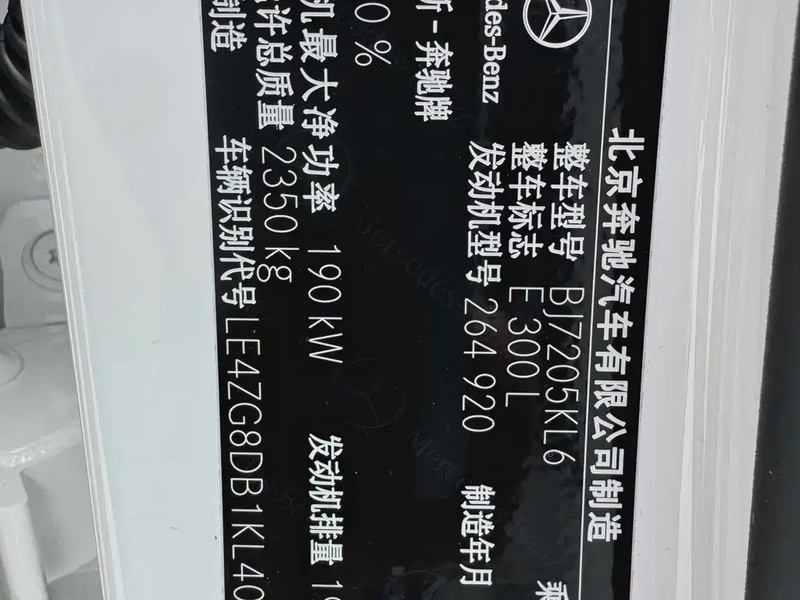 北京奔驰汽车有限公司制造
整车型号 BJ7205KL6
整车标志 E 300 L
发动机型号 264 920 制造年月
奔驰牌
机最大净功率 190 kW 发动机排量
许总质量 2350 kg
制造
车辆识别代号 LE4ZG8DB1KL40